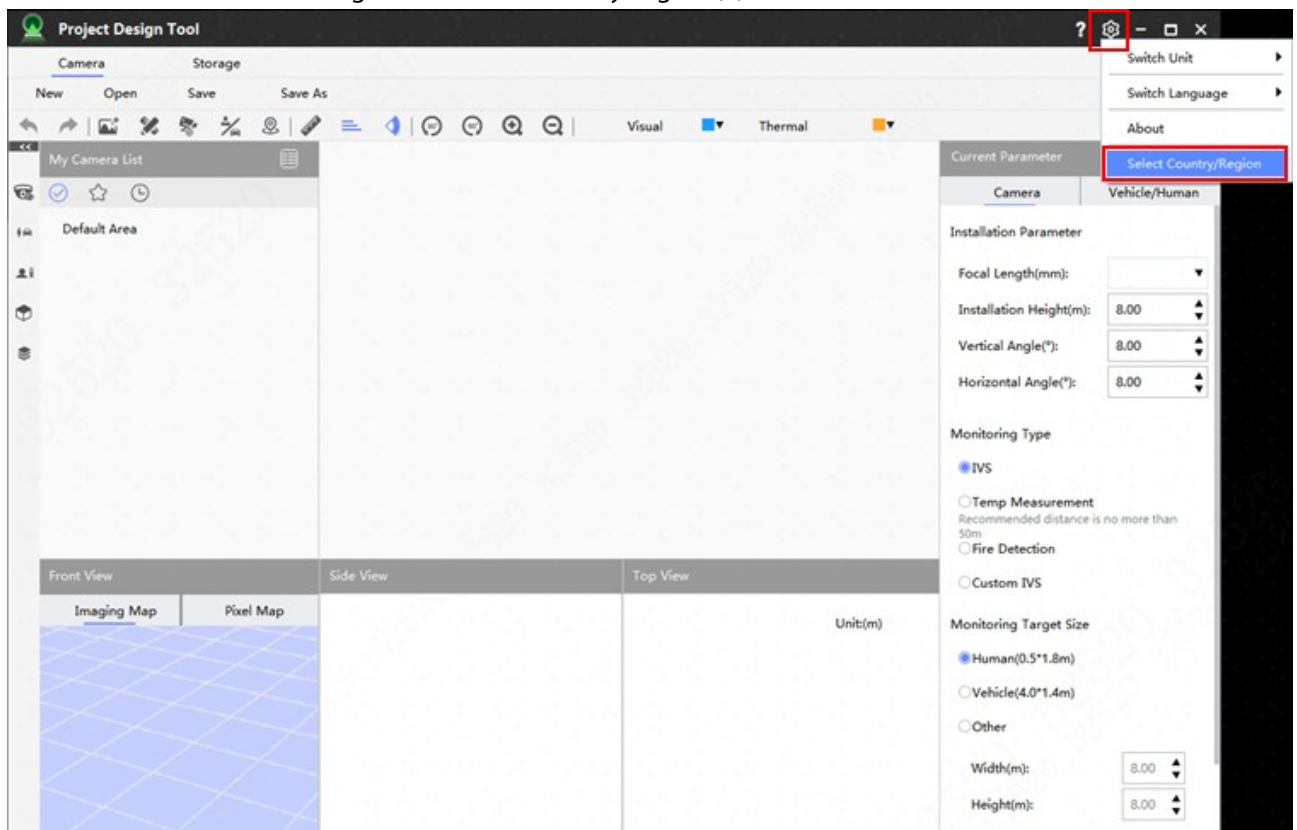 Project Design Tool ?
Camera Storage
New Open Save Save As
Visual Thermal
Switch Unit
Switch Language
About
Select Country/Region
My Camera List
Default Area
Current Parameter
Camera Vehicle/Human
Installation Parameter
Focal Length(mm):
Installation Height(m): 8.00
Vertical Angle(°): 8.00
Horizontal Angle(°): 8.00
Monitoring Type
IVS
Temp Measurement
Recommended distance is no more than
50m
Fire Detection
Custom IVS
Monitoring Target Size
Human(0.5*1.8m)
Vehicle(4.0*1.4m)
Other
Width(m): 8.00
Height(m): 8.00
Front View
Imaging Map Pixel Map
Side View
Top View
Unit:(m)